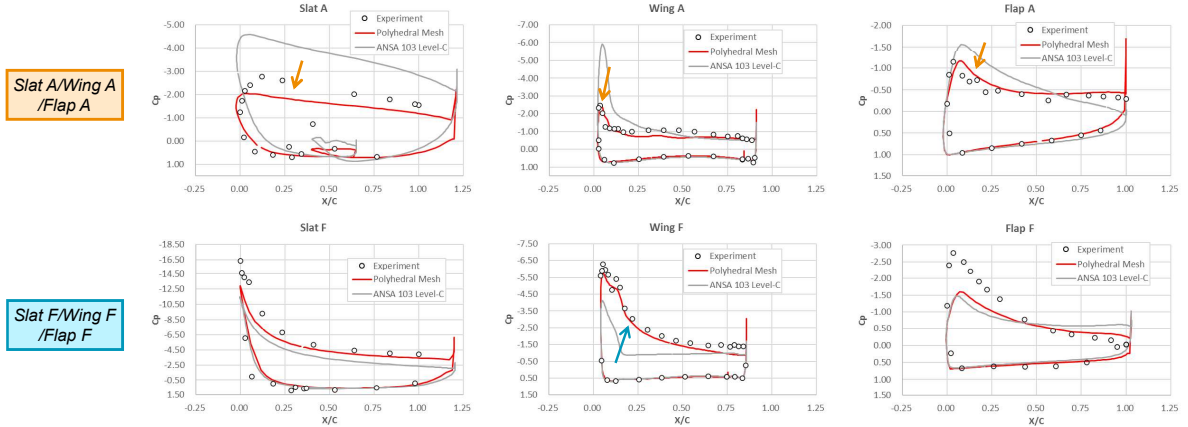 Slat A
Wing A
Flap A
Slat A/Wing A
/Flap A
Cp
-5.00
-4.00
-3.00
-2.00
-1.00
0.00
1.00
Experiment
Polyhedral Mesh
ANSA 103 Level-C
0.00 0.25 0.50 0.75 1.00 1.25
X/C
Cp
-7.00
-6.00
-5.00
-4.00
-3.00
-2.00
-1.00
0.00
1.00
Experiment
Polyhedral Mesh
ANSA 103 Level-C
0.00 0.25 0.50 0.75 1.00 1.25
X/C
Cp
-2.00
-1.50
-1.00
-0.50
0.00
0.50
1.00
1.50
Experiment
Polyhedral Mesh
ANSA 103 Level-C
0.00 0.25 0.50 0.75 1.00 1.25
X/C
Slat F
Wing F
Flap F
Slat F/Wing F
/Flap F
Cp
-18.50
-16.50
-14.50
-12.50
-10.50
-8.50
-6.50
-4.50
-2.50
-0.50
1.50
Experiment
Polyhedral Mesh
ANSA 103 Level-C
0.00 0.25 0.50 0.75 1.00 1.25
X/C
Cp
-7.50
-6.50
-5.50
-4.50
-3.50
-2.50
-1.50
-0.50
0.50
1.50
Experiment
Polyhedral Mesh
ANSA 103 Level-C
0.00 0.25 0.50 0.75 1.00 1.25
X/C
Cp
-3.00
-2.50
-2.00
-1.50
-1.00
0.50
0.00
0.50
1.00
1.50
Experiment
Polyhedral Mesh
ANSA 103 Level-C
0.00 0.25 0.50 0.75 1.00 1.25
X/C